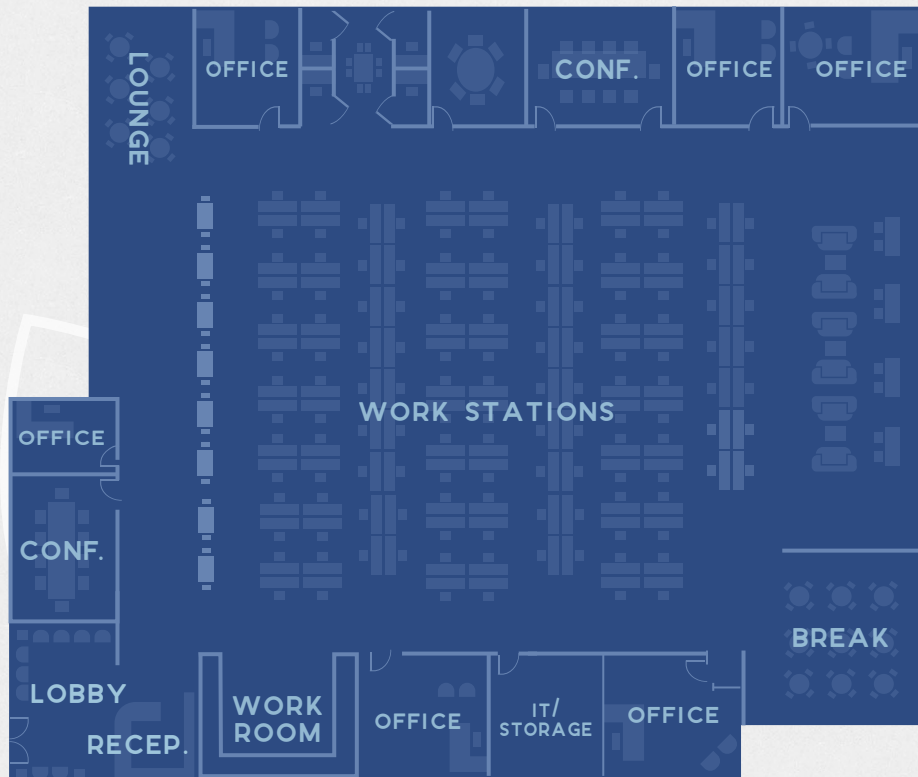 LOUNGE
OFFICE
CONF.
OFFICE
OFFICE
WORK STATIONS
OFFICE
CONF.
BREAK
LOBBY
RECEP.
WORK
ROOM
OFFICE
IT/
STORAGE
OFFICE